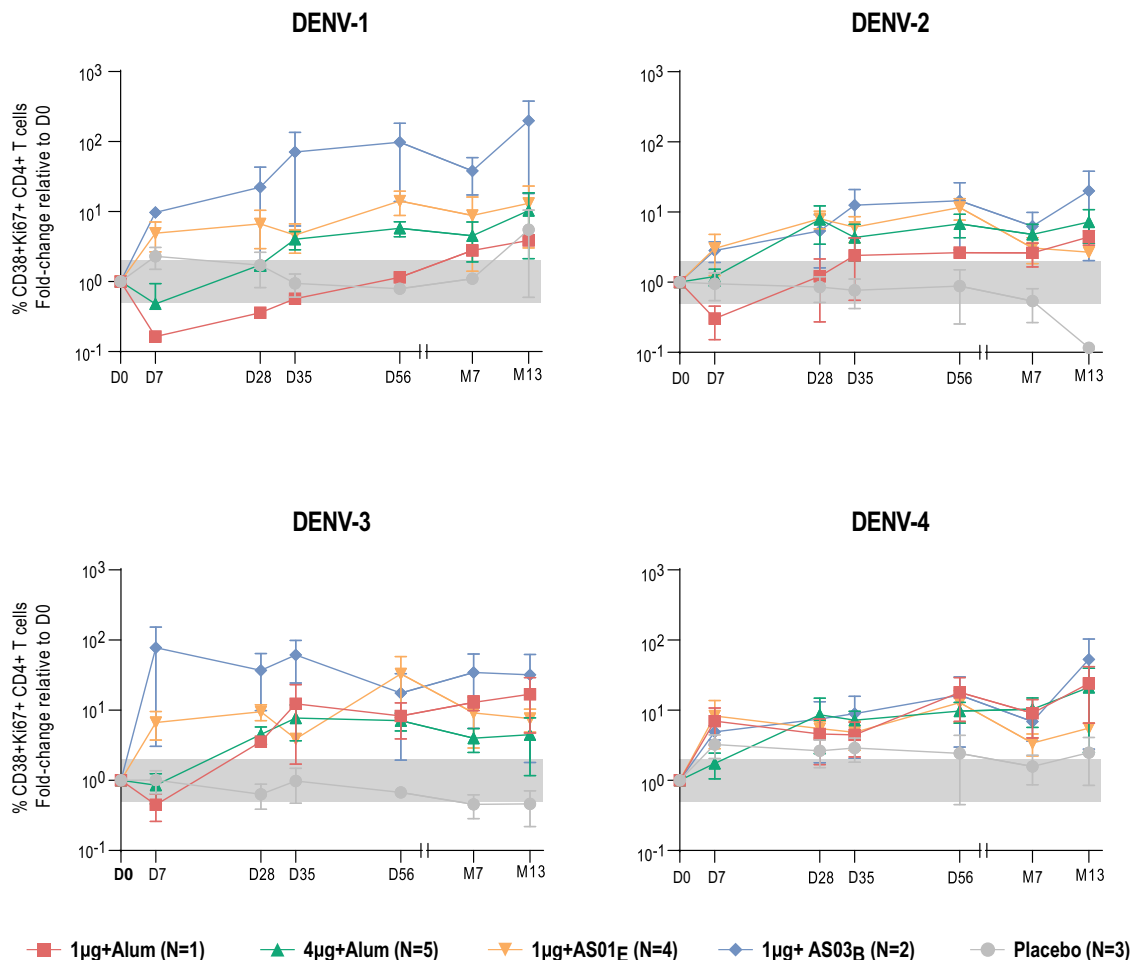 DENV-1
% CD38+Ki67+ CD4+ T cells
Fold-change relative to D0
10³
10²
10¹
10⁰
10⁻¹
D0 D7 D28 D35 D56 M7 M13
DENV-2
10³
10²
10¹
10⁰
10⁻¹
D0 D7 D28 D35 D56 M7 M13
DENV-3
% CD38+Ki67+ CD4+ T cells
Fold-change relative to D0
10³
10²
10¹
10⁰
10⁻¹
D0 D7 D28 D35 D56 M7 M13
DENV-4
10³
10²
10¹
10⁰
10⁻¹
D0 D7 D28 D35 D56 M7 M13
1µg+Alum (N=1) 4µg+Alum (N=5) 1µg+AS01E (N=4) 1µg+ AS03B (N=2) Placebo (N=3)